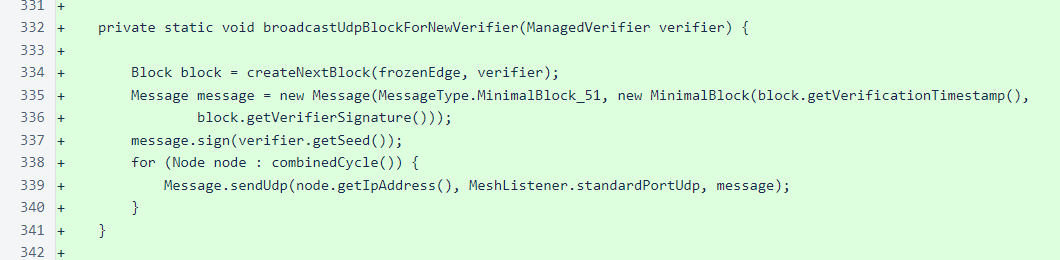 331 +
332 +     private static void broadcastUdpBlockForNewVerifier(ManagedVerifier verifier) {
333 +
334 +         Block block = createNextBlock(frozenEdge, verifier);
335 +         Message message = new Message(MessageType.MinimalBlock_51, new MinimalBlock(block.getVerificationTimestamp(),
336 +                 block.getVerifierSignature()));
337 +         message.sign(verifier.getSeed());
338 +         for (Node node : combinedCycle()) {
339 +             Message.sendUdp(node.getIpAddress(), MeshListener.standardPortUdp, message);
340 +         }
341 +     }
342 +